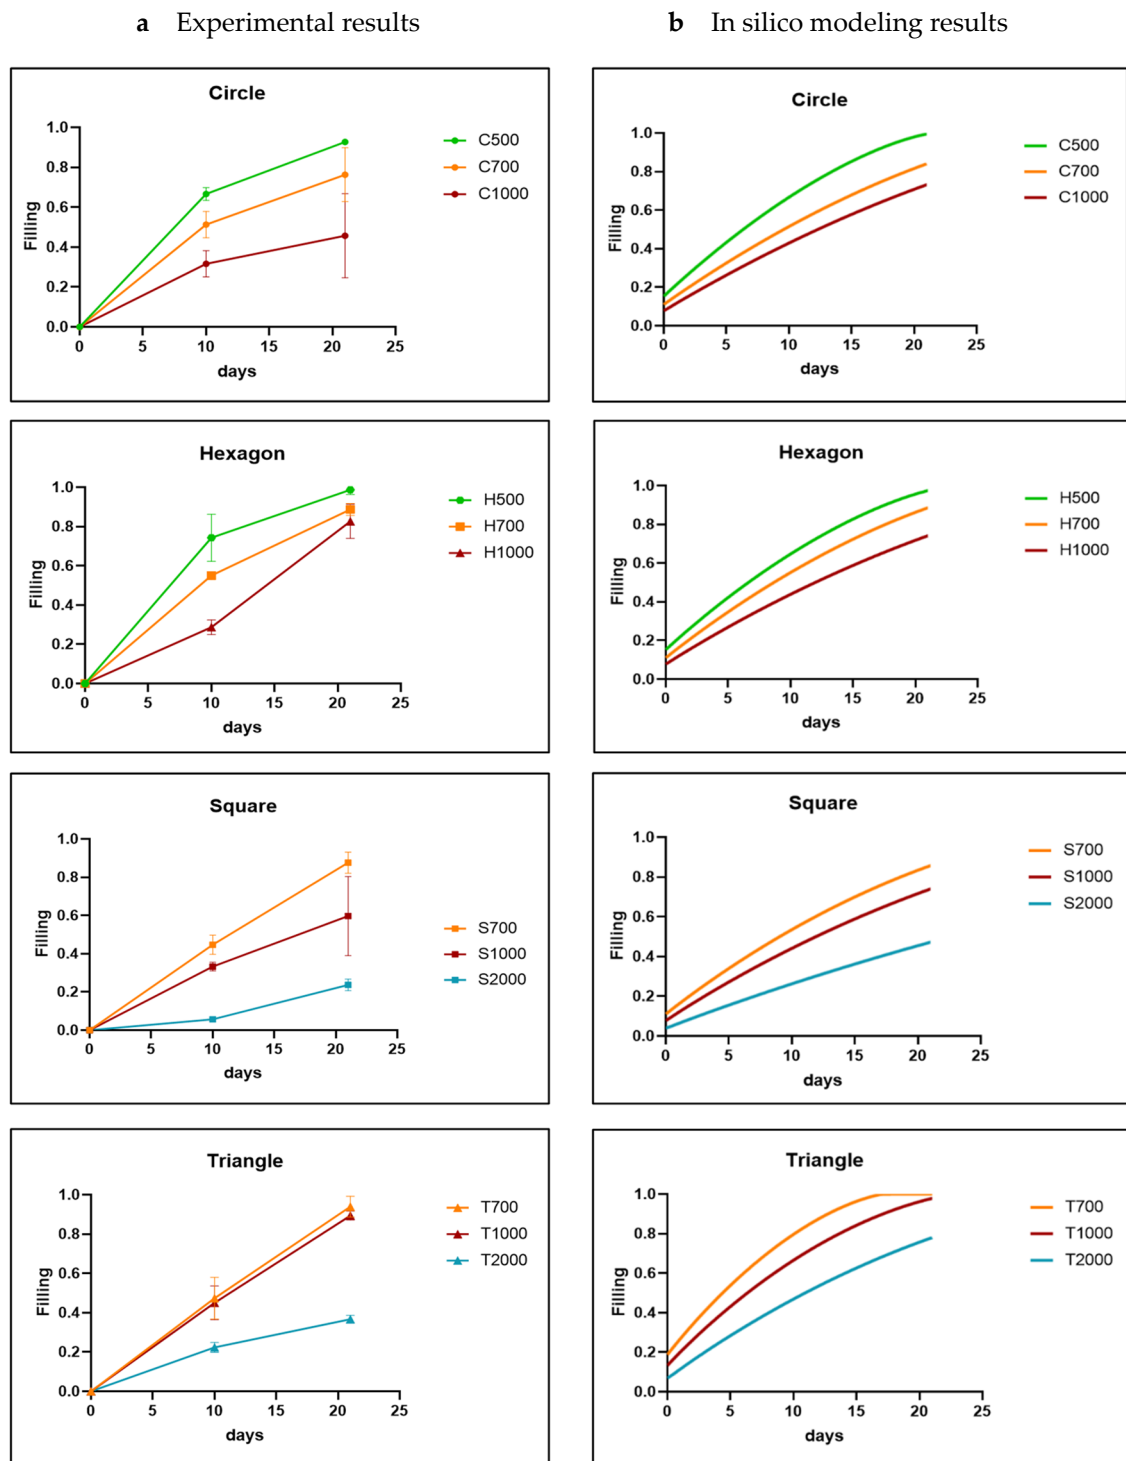 a Experimental results
b In silico modeling results
Circle
1.0
0.8
0.6
0.4
0.2
0.0
Filling
0 5 10 15 20 25
days
C500
C700
C1000
Circle
1.0
0.8
0.6
0.4
0.2
0.0
Filling
0 5 10 15 20 25
days
C500
C700
C1000
Hexagon
1.0
0.8
0.6
0.4
0.2
0.0
Filling
0 5 10 15 20 25
days
H500
H700
H1000
Hexagon
1.0
0.8
0.6
0.4
0.2
0.0
Filling
0 5 10 15 20 25
days
H500
H700
H1000
Square
1.0
0.8
0.6
0.4
0.2
0.0
Filling
0 5 10 15 20 25
days
S700
S1000
S2000
Square
1.0
0.8
0.6
0.4
0.2
0.0
Filling
0 5 10 15 20 25
days
S700
S1000
S2000
Triangle
1.0
0.8
0.6
0.4
0.2
0.0
Filling
0 5 10 15 20 25
days
T700
T1000
T2000
Triangle
1.0
0.8
0.6
0.4
0.2
0.0
Filling
0 5 10 15 20 25
days
T700
T1000
T2000